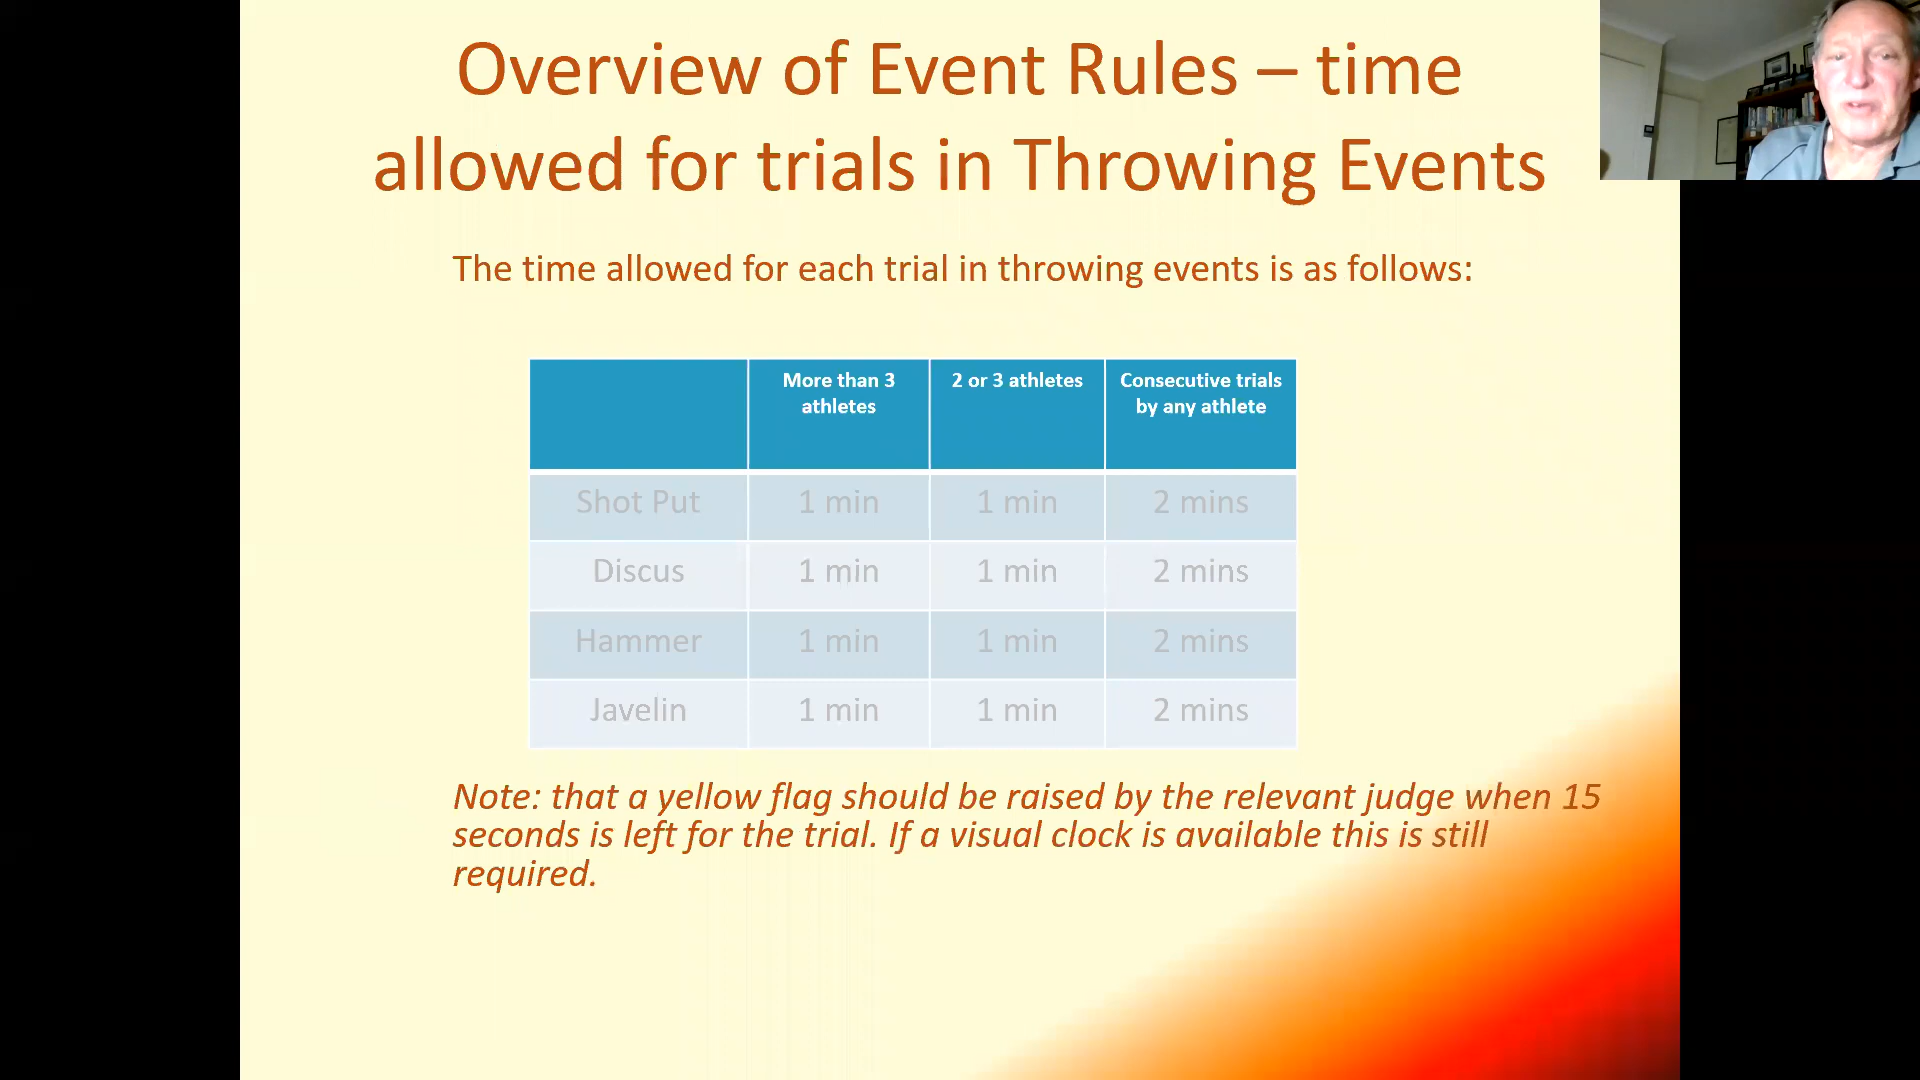 Overview of Event Rules – time
allowed for trials in Throwing Events
The time allowed for each trial in throwing events is as follows:
More than 3 athletes 2 or 3 athletes Consecutive trials by any athlete
Shot Put 1 min 1 min 2 mins
Discus 1 min 1 min 2 mins
Hammer 1 min 1 min 2 mins
Javelin 1 min 1 min 2 mins
Note: that a yellow flag should be raised by the relevant judge when 15
seconds is left for the trial. If a visual clock is available this is still
required.